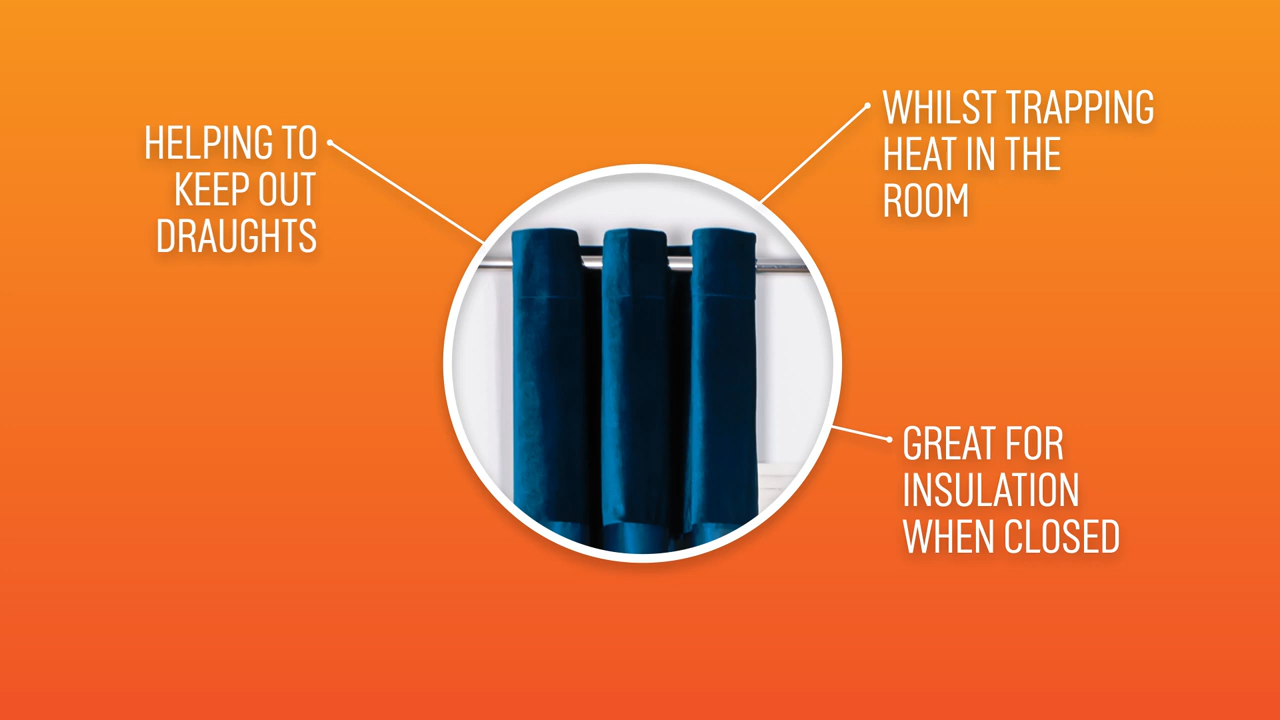 HELPING TO
KEEP OUT
DRAUGHTS
WHILST TRAPPING
HEAT IN THE
ROOM
GREAT FOR
INSULATION
WHEN CLOSED